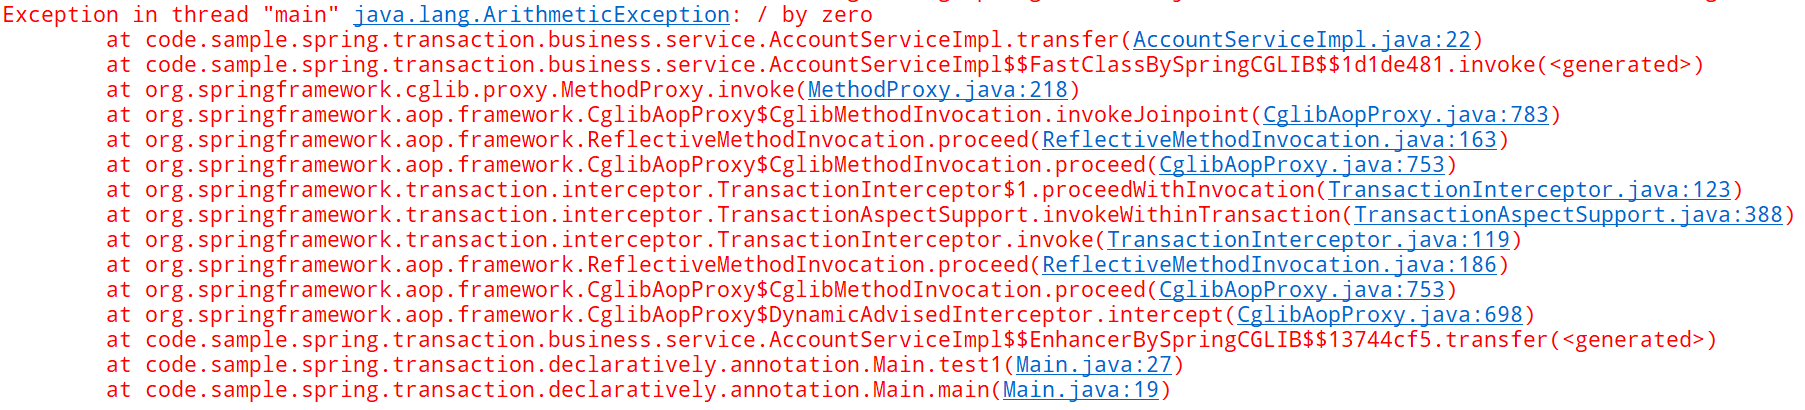 Exception in thread "main" java.lang.ArithmeticException: / by zero
at code.sample.spring.transaction.business.service.AccountServiceImpl.transfer(AccountServiceImpl.java:22)
at code.sample.spring.transaction.business.service.AccountServiceImpl$$FastClassBySpringCGLIB$$1d1de481.invoke(<generated>)
at org.springframework.cglib.proxy.MethodProxy.invoke(MethodProxy.java:218)
at org.springframework.aop.framework.CglibAopProxy$CglibMethodInvocation.invokeJoinpoint(CglibAopProxy.java:783)
at org.springframework.aop.framework.ReflectiveMethodInvocation.proceed(ReflectiveMethodInvocation.java:163)
at org.springframework.aop.framework.CglibAopProxy$CglibMethodInvocation.proceed(CglibAopProxy.java:753)
at org.springframework.transaction.interceptor.TransactionInterceptor$1.proceedWithInvocation(TransactionInterceptor.java:123)
at org.springframework.transaction.interceptor.TransactionAspectSupport.invokeWithinTransaction(TransactionAspectSupport.java:388)
at org.springframework.transaction.interceptor.TransactionInterceptor.invoke(TransactionInterceptor.java:119)
at org.springframework.aop.framework.ReflectiveMethodInvocation.proceed(ReflectiveMethodInvocation.java:186)
at org.springframework.aop.framework.CglibAopProxy$CglibMethodInvocation.proceed(CglibAopProxy.java:753)
at org.springframework.aop.framework.CglibAopProxy$DynamicAdvisedInterceptor.intercept(CglibAopProxy.java:698)
at code.sample.spring.transaction.business.service.AccountServiceImpl$$EnhancerBySpringCGLIB$$13744cf5.transfer(<generated>)
at code.sample.spring.transaction.declaratively.annotation.Main.test1(Main.java:27)
at code.sample.spring.transaction.declaratively.annotation.Main.main(Main.java:19)